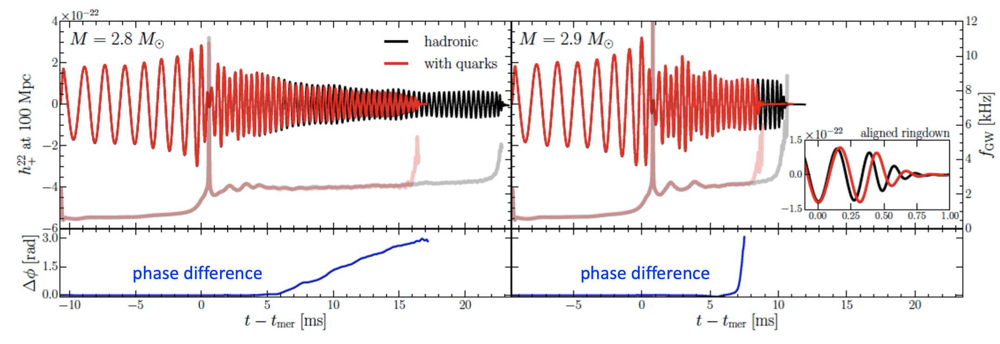 ×10⁻²²
M = 2.8 M⊙
hadronic
with quarks
M = 2.9 M⊙
4
2
0
−2
−4
−6
h₊²² at 100 Mpc
12
10
8
6
4
2
0
f_GW [kHz]
1.5 ×10⁻²² aligned ringdown
0.0
−1.5
0.00 0.25 0.50 0.75 1.00
3.0
1.5
0.0
Δϕ [rad]
phase difference
phase difference
−10 −5 0 5 10 15 20
−5 0 5 10 15 20
t − t_mer [ms]
t − t_mer [ms]